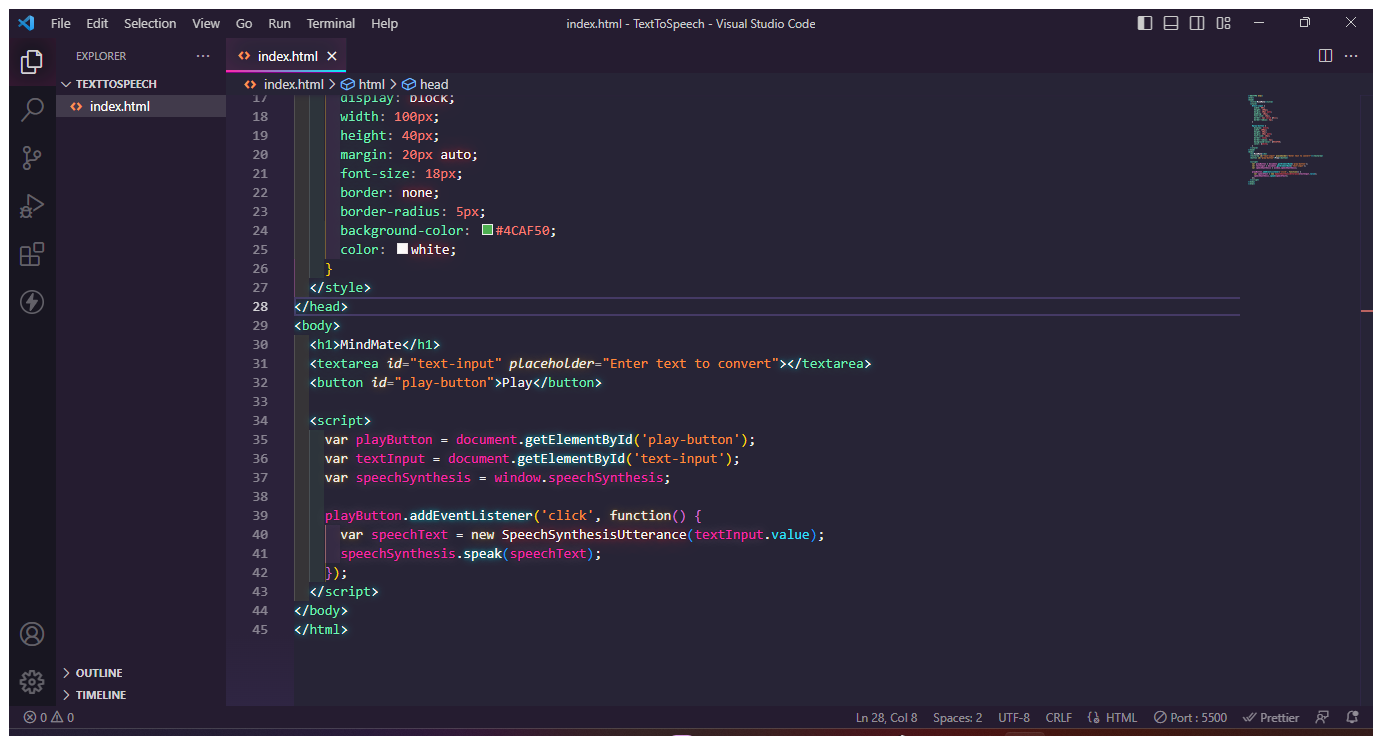 File Edit Selection View Go Run Terminal Help
index.html - TextToSpeech - Visual Studio Code
EXPLORER
index.html
TEXTTOSPEECH
index.html
index.html > html > head
17 display: block;
18 width: 100px;
19 height: 40px;
20 margin: 20px auto;
21 font-size: 18px;
22 border: none;
23 border-radius: 5px;
24 background-color: #4CAF50;
25 color: white;
26 }
27 </style>
28 </head>
29 <body>
30 <h1>MindMate</h1>
31 <textarea id="text-input" placeholder="Enter text to convert"></textarea>
32 <button id="play-button">Play</button>
33
34 <script>
35 var playButton = document.getElementById('play-button');
36 var textInput = document.getElementById('text-input');
37 var speechSynthesis = window.speechSynthesis;
38
39 playButton.addEventListener('click', function() {
40 var speechText = new SpeechSynthesisUtterance(textInput.value);
41 speechSynthesis.speak(speechText);
42 });
43 </script>
44 </body>
45 </html>
OUTLINE
TIMELINE
0 0
Ln 28, Col 8 Spaces: 2 UTF-8 CRLF HTML Port : 5500 Prettier